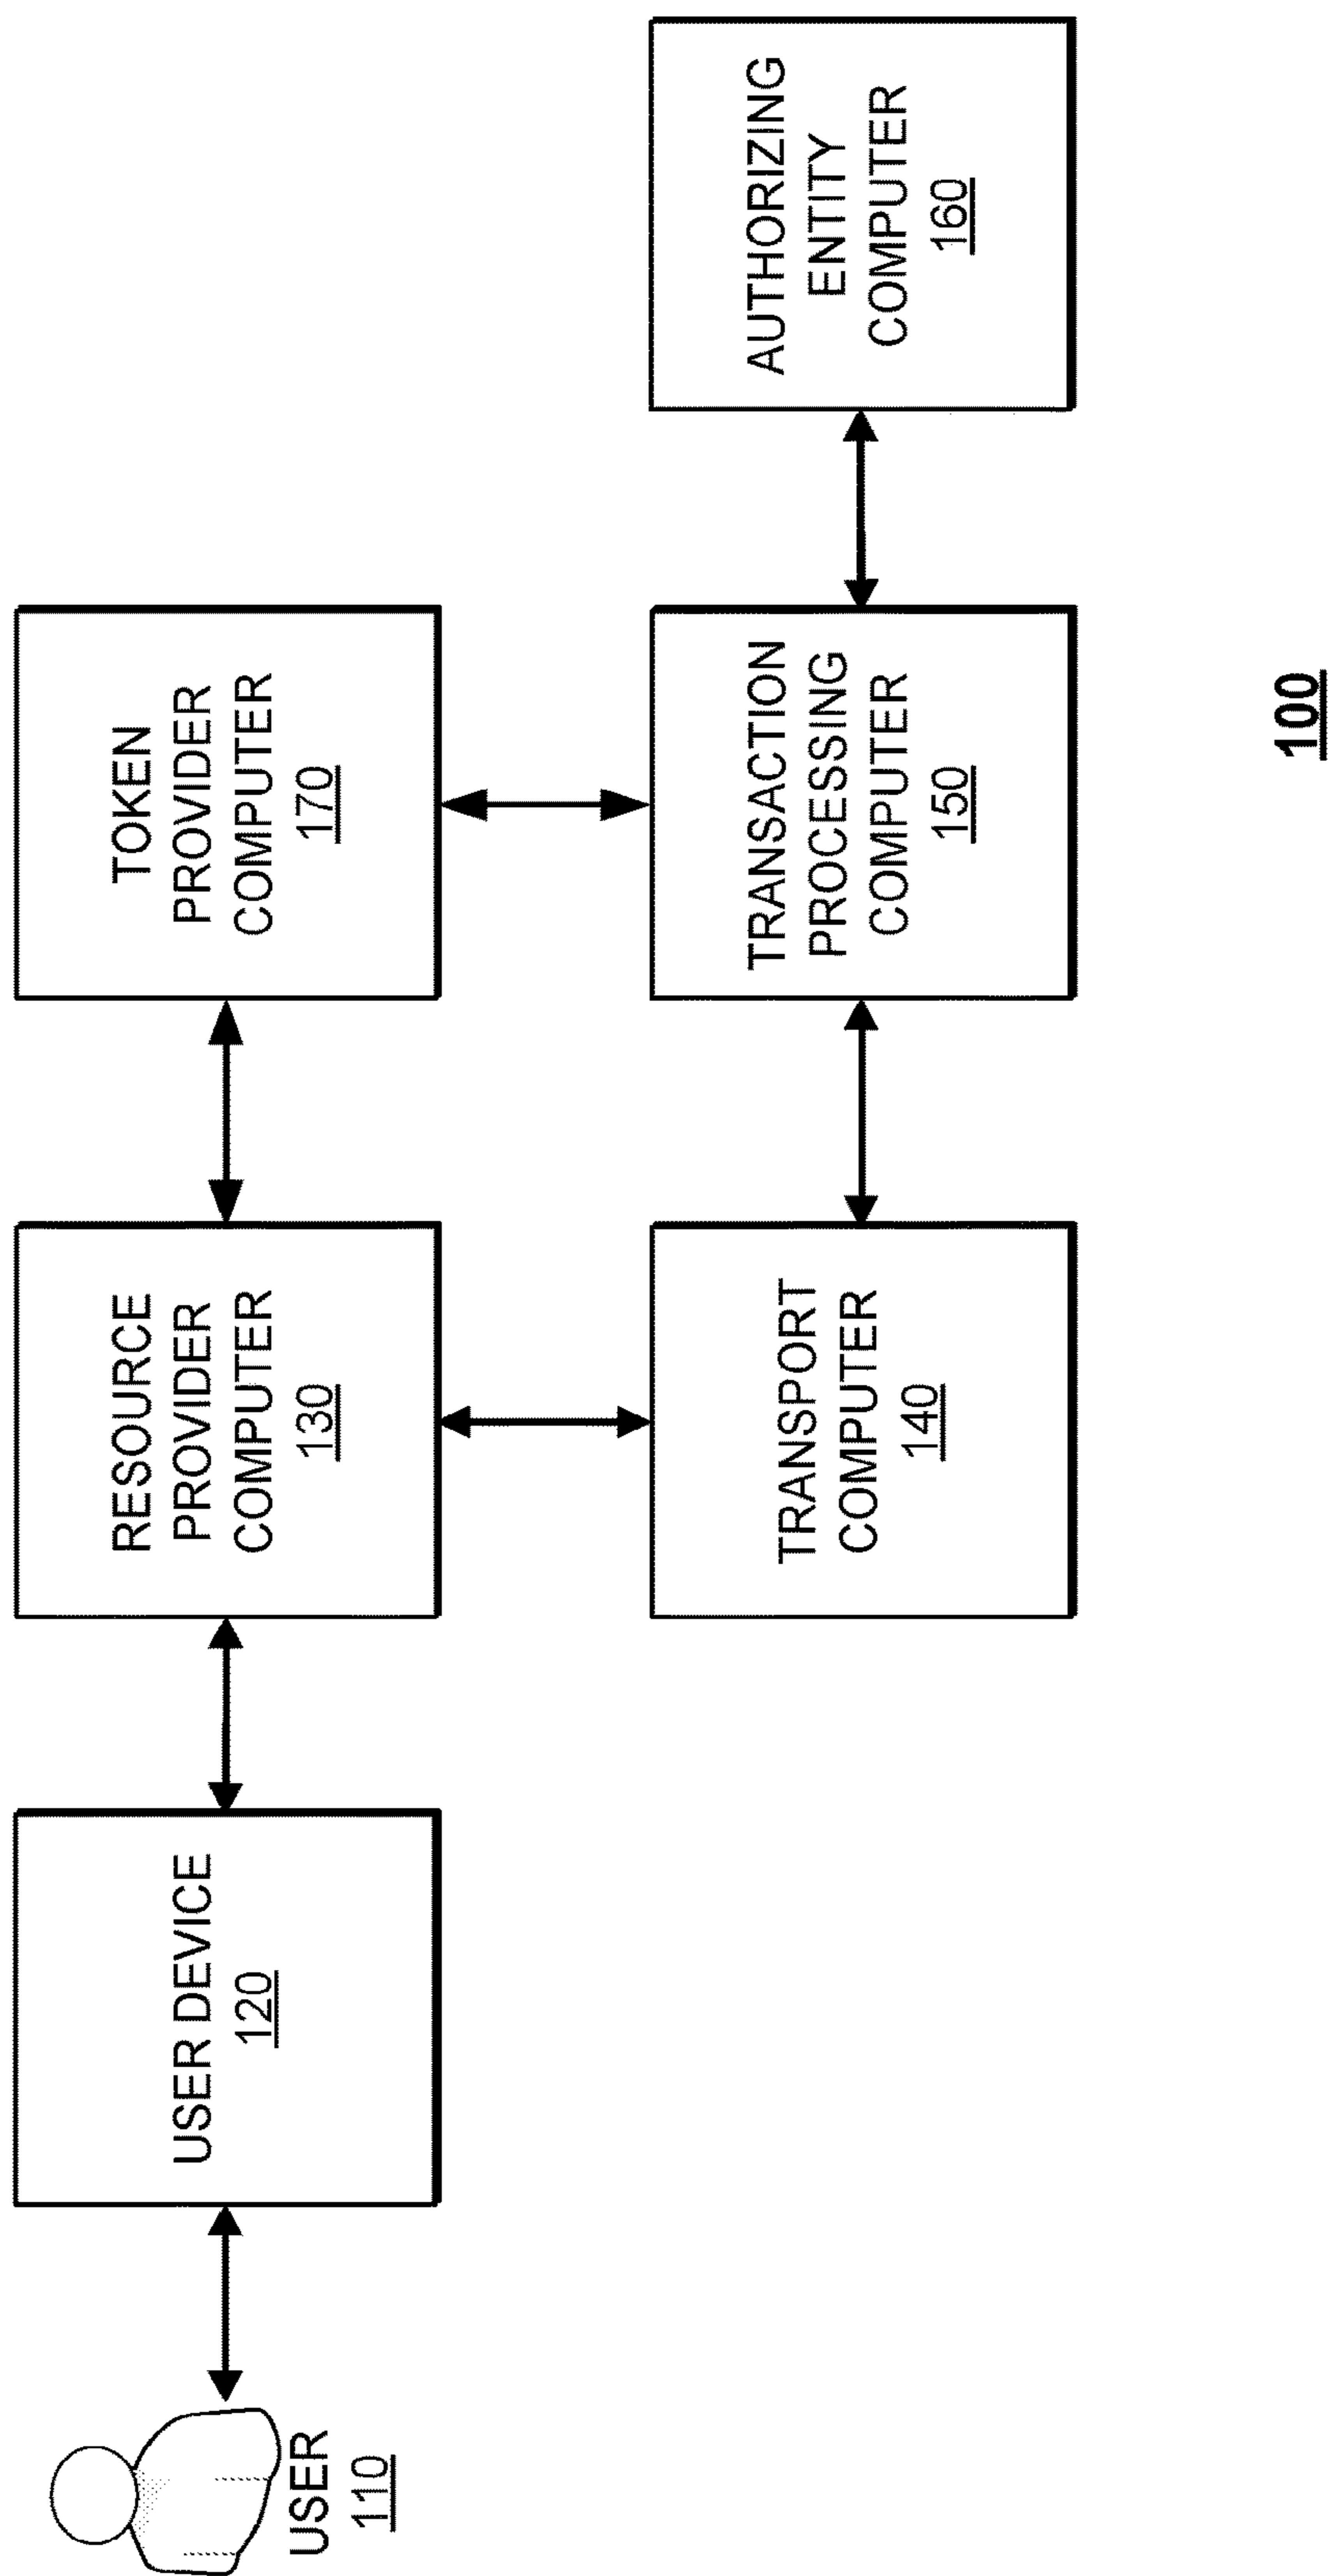 USER
110
USER DEVICE
120
RESOURCE
PROVIDER
COMPUTER
130
TOKEN
PROVIDER
COMPUTER
170
TRANSPORT
COMPUTER
140
TRANSACTION
PROCESSING
COMPUTER
150
AUTHORIZING
ENTITY
COMPUTER
160
100